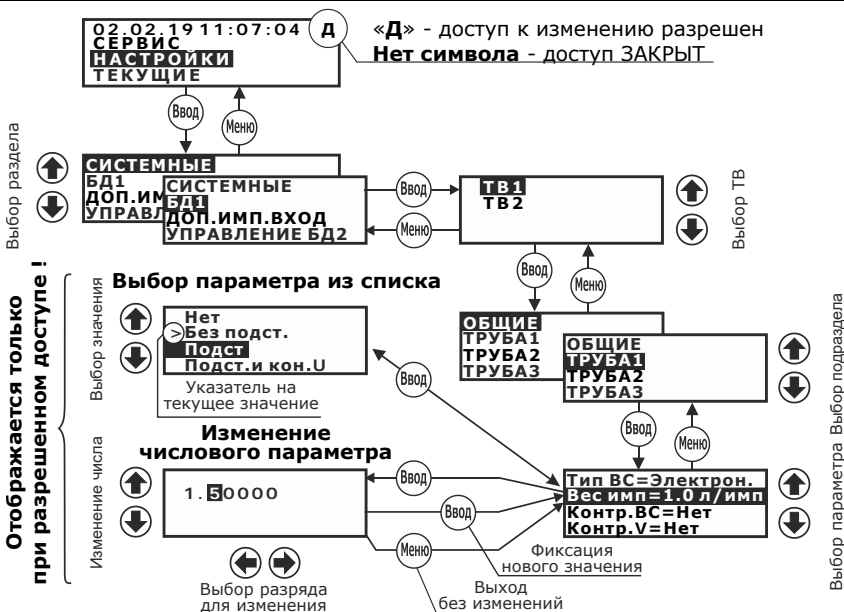 02.02.19 11:07:04
Д
СЕРВИС
НАСТРОЙКИ
ТЕКУЩИЕ
«Д» - доступ к изменению разрешен
Нет символа - доступ ЗАКРЫТ
Ввод
Меню
Выбор раздела
СИСТЕМНЫЕ
БД1
ДОП.ИМ
УПРАВЛ
СИСТЕМНЫЕ
БД1
ДОП.ИМП.ВХОД
УПРАВЛЕНИЕ БД2
Ввод
Меню
ТВ1
ТВ2
Выбор ТВ
Ввод
Меню
Отображается только
при разрешенном доступе !
Выбор параметра из списка
Выбор значения
Нет
>Без подст.
Подст
Подст.и кон.U
Указатель на
текущее значение
Ввод
ОБЩИЕ
ТРУБА1
ТРУБА2
ТРУБА3
ОБЩИЕ
ТРУБА1
ТРУБА2
ТРУБА3
Выбор подраздела
Ввод
Меню
Изменение
числового параметра
Изменение числа
1.50000
Ввод
Ввод
Меню
Тип ВС=Электрон.
Вес имп=1.0 л/имп
Контр.ВС=Нет
Контр.V=Нет
Выбор параметра
Фиксация
нового значения
Выбор разряда
для изменения
Выход
без изменений